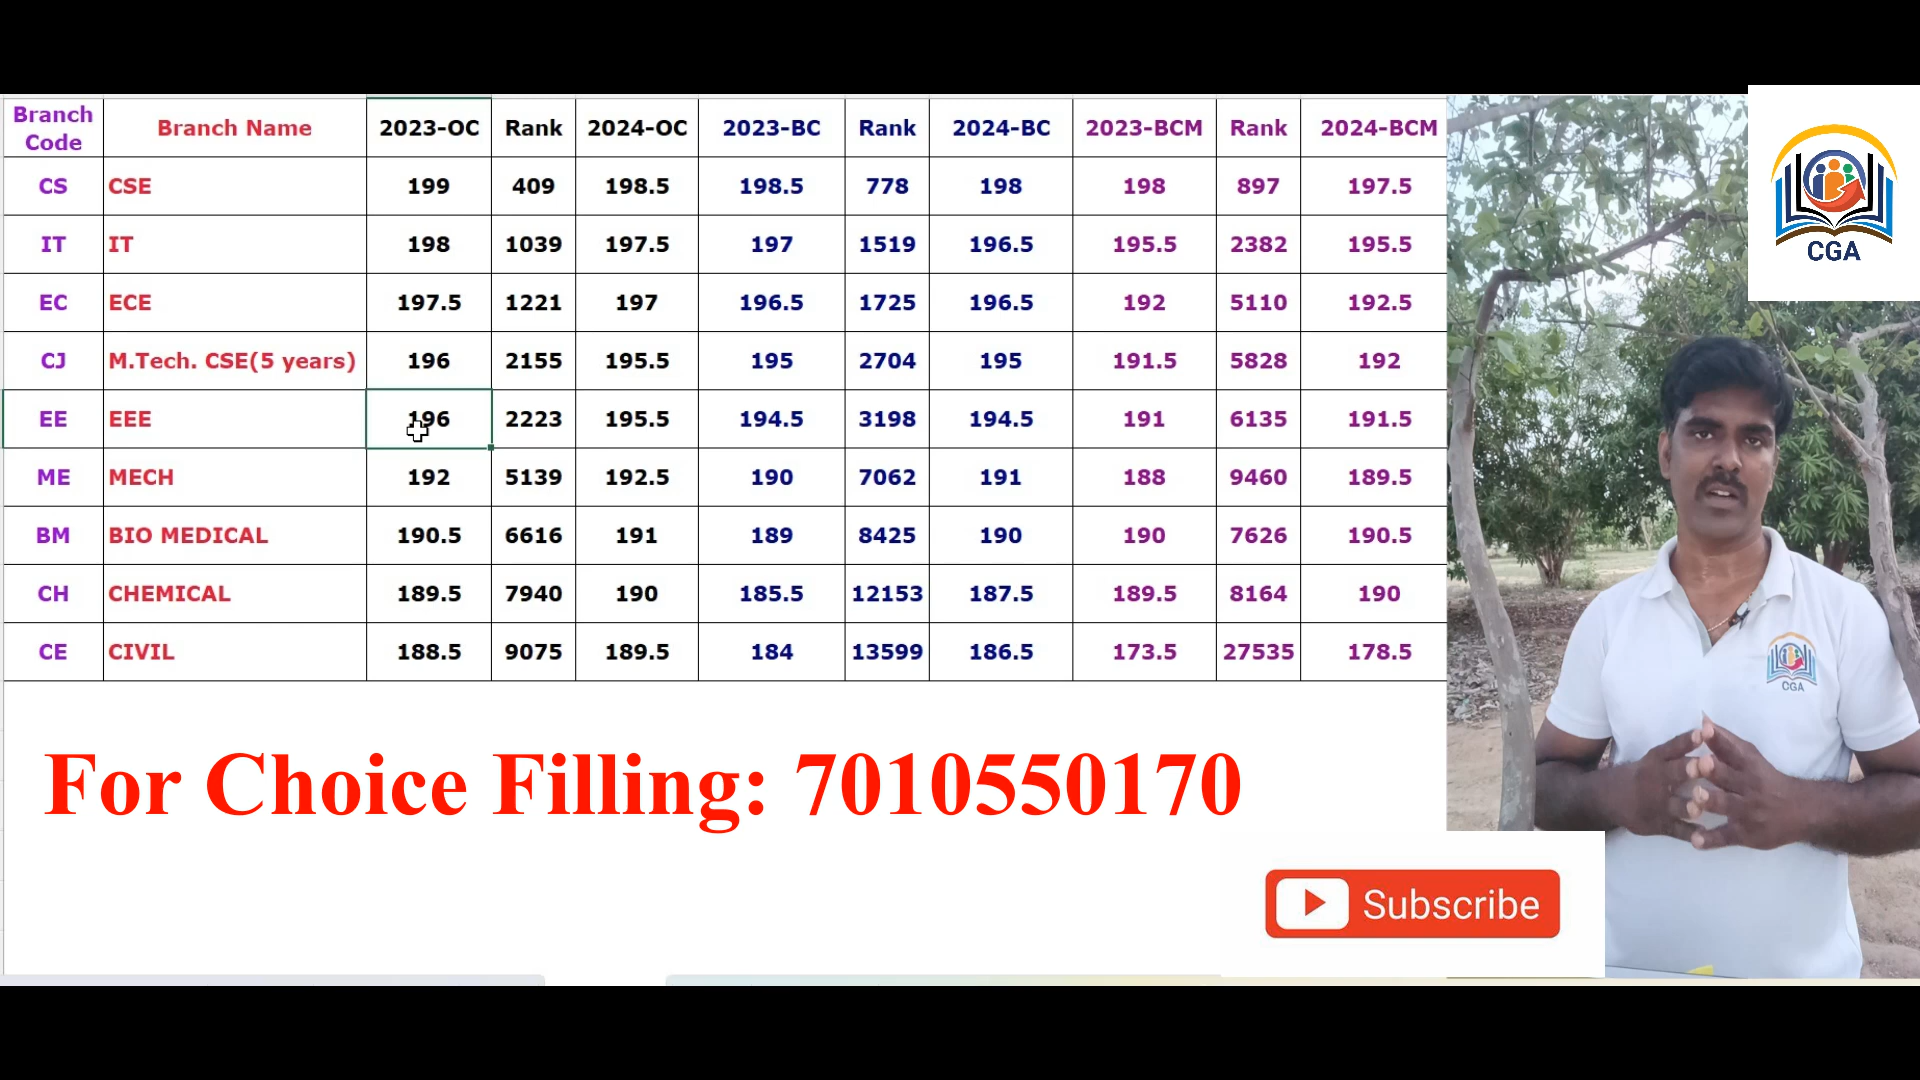 Branch Code Branch Name 2023-OC Rank 2024-OC 2023-BC Rank 2024-BC 2023-BCM Rank 2024-BCM
CS CSE 199 409 198.5 198.5 778 198 198 897 197.5
IT IT 198 1039 197.5 197 1519 196.5 195.5 2382 195.5
EC ECE 197.5 1221 197 196.5 1725 196.5 192 5110 192.5
CJ M.Tech. CSE(5 years) 196 2155 195.5 195 2704 195 191.5 5828 192
EE EEE 196 2223 195.5 194.5 3198 194.5 191 6135 191.5
ME MECH 192 5139 192.5 190 7062 191 188 9460 189.5
BM BIO MEDICAL 190.5 6616 191 189 8425 190 190 7626 190.5
CH CHEMICAL 189.5 7940 190 185.5 12153 187.5 189.5 8164 190
CE CIVIL 188.5 9075 189.5 184 13599 186.5 173.5 27535 178.5
For Choice Filling: 7010550170
Subscribe
CGA
CGA